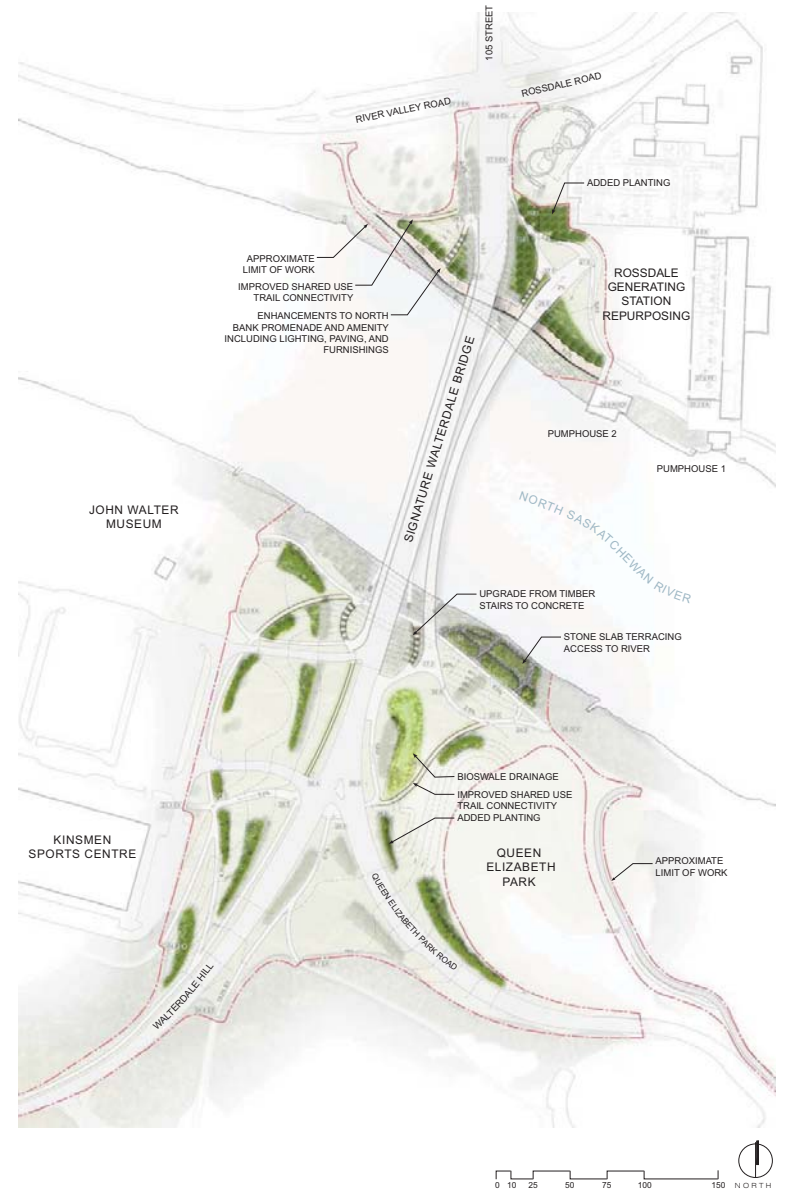 105 STREET
RIVER VALLEY ROAD
ROSSDALE ROAD
ADDED PLANTING
APPROXIMATE
LIMIT OF WORK
IMPROVED SHARED USE
TRAIL CONNECTIVITY
ENHANCEMENTS TO NORTH
BANK PROMENADE AND AMENITY
INCLUDING LIGHTING, PAVING, AND
FURNISHINGS
ROSSDALE
GENERATING
STATION
REPURPOSING
SIGNATURE WALTERDALE BRIDGE
PUMPHOUSE 2
PUMPHOUSE 1
NORTH SASKATCHEWAN RIVER
JOHN WALTER
MUSEUM
UPGRADE FROM TIMBER
STAIRS TO CONCRETE
STONE SLAB TERRACING
ACCESS TO RIVER
BIOSWALE DRAINAGE
IMPROVED SHARED USE
TRAIL CONNECTIVITY
ADDED PLANTING
KINSMEN
SPORTS CENTRE
QUEEN
ELIZABETH
PARK
APPROXIMATE
LIMIT OF WORK
QUEEN ELIZABETH PARK ROAD
WALTERDALE HILL
0 10 25 50 75 100 150
NORTH